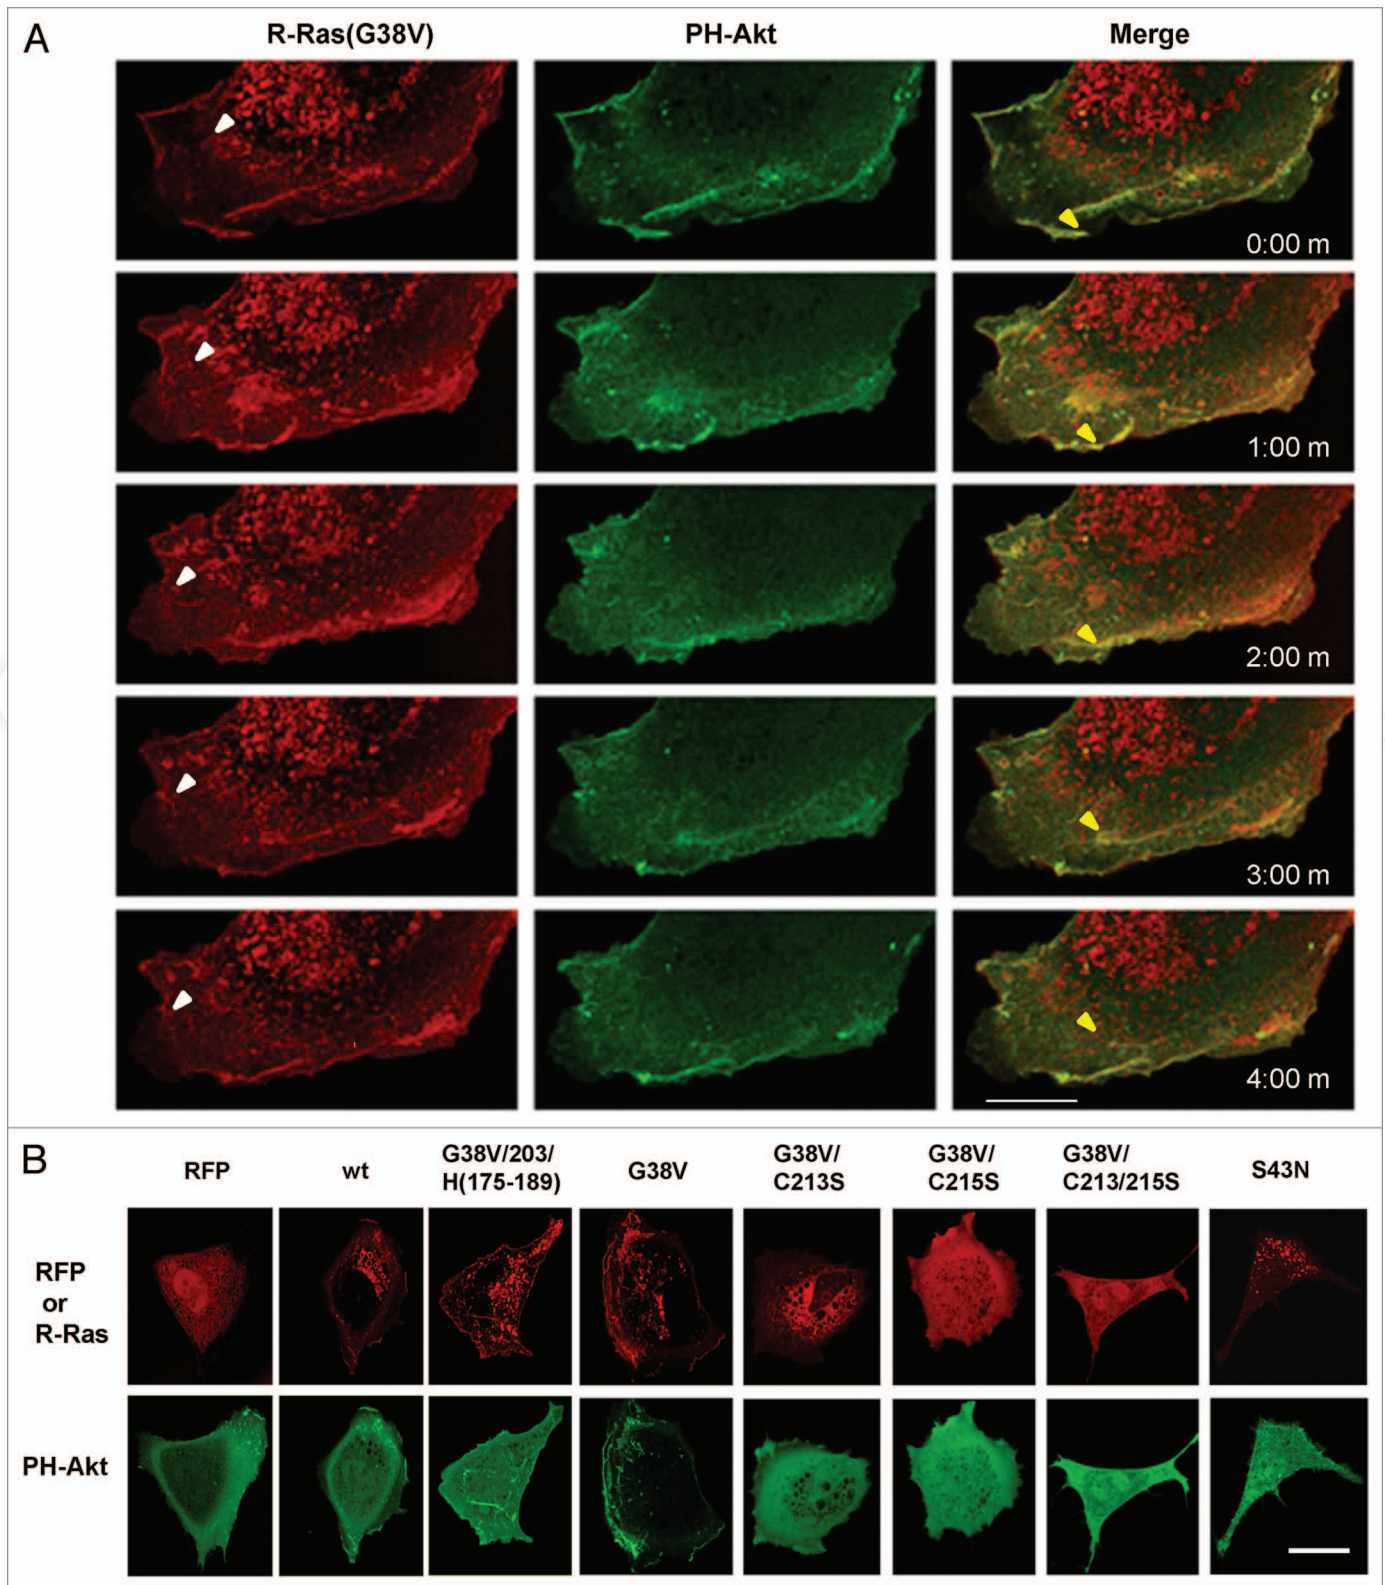 A
R-Ras(G38V)
PH-Akt
Merge
0:00 m
1:00 m
2:00 m
3:00 m
4:00 m
B
RFP
wt
G38V/203/
H(175-189)
G38V
G38V/
C213S
G38V/
C215S
G38V/
C213/215S
S43N
RFP
or
R-Ras
PH-Akt